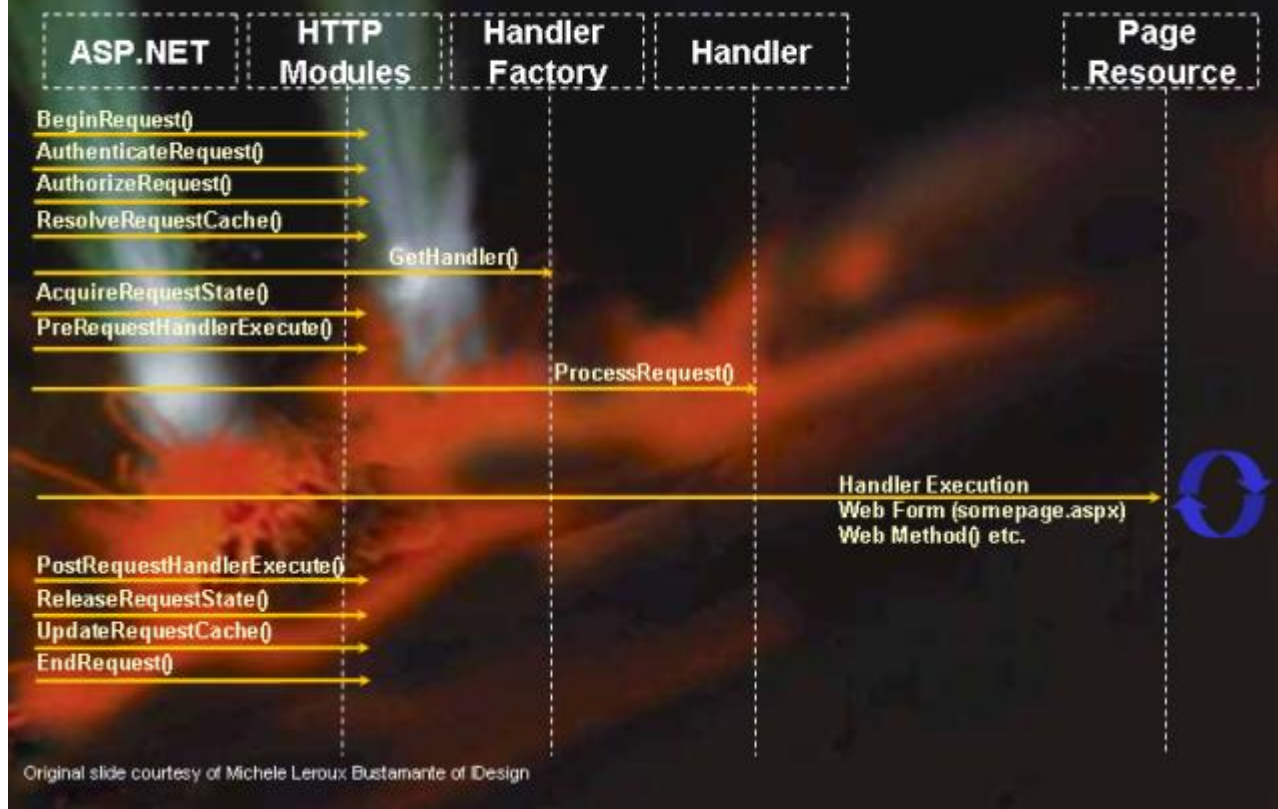 ASP.NET
HTTP
Modules
Handler
Factory
Handler
Page
Resource
BeginRequest()
AuthenticateRequest()
AuthorizeRequest()
ResolveRequestCache()
GetHandler()
AcquireRequestState()
PreRequestHandlerExecute()
ProcessRequest()
Handler Execution
Web Form (somepage.aspx)
Web Method() etc.
PostRequestHandlerExecute()
ReleaseRequestState()
UpdateRequestCache()
EndRequest()
Original slide courtesy of Michele Leroux Bustamante of IDesign